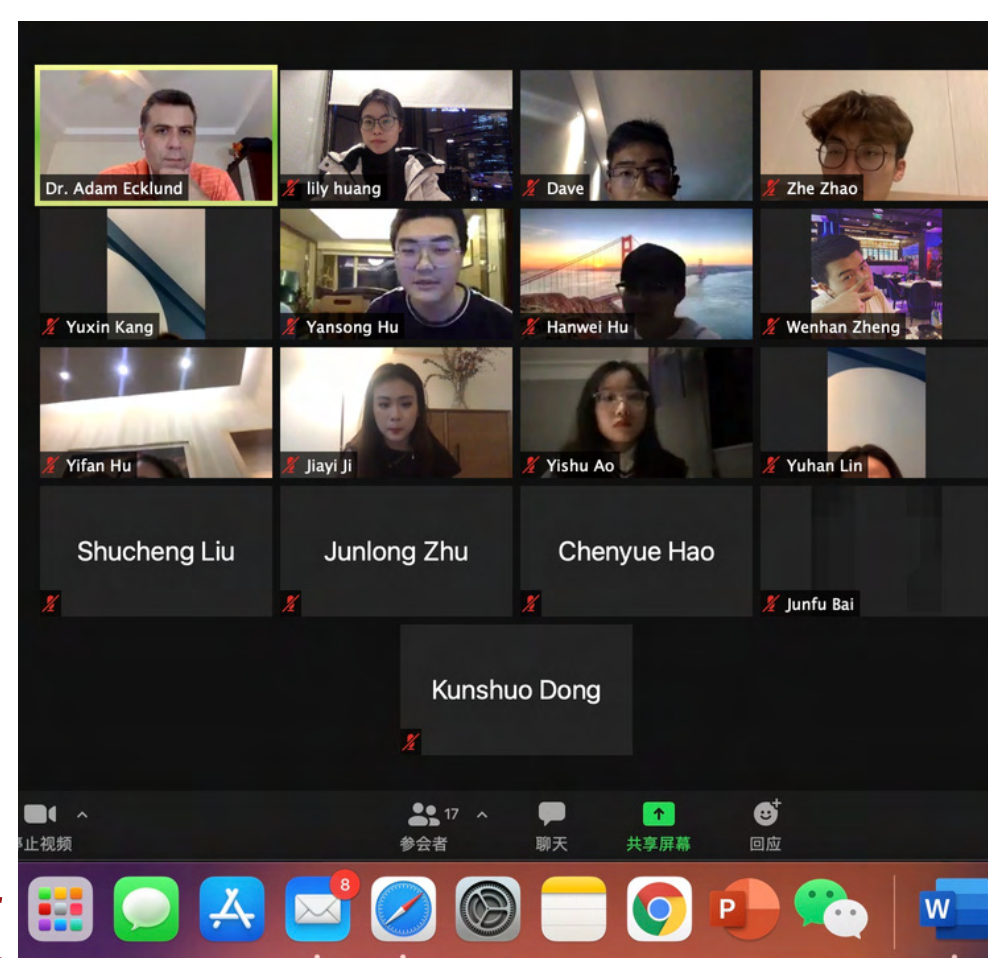 Dr. Adam Ecklund
lily huang
Dave
Zhe Zhao
Yuxin Kang
Yansong Hu
Hanwei Hu
Wenhan Zheng
Yifan Hu
Jiayi Ji
Yishu Ao
Yuhan Lin
Shucheng Liu
Junlong Zhu
Chenyue Hao
Junfu Bai
Kunshuo Dong
17
停止视频
参会者
聊天
共享屏幕
回应
8
P
W